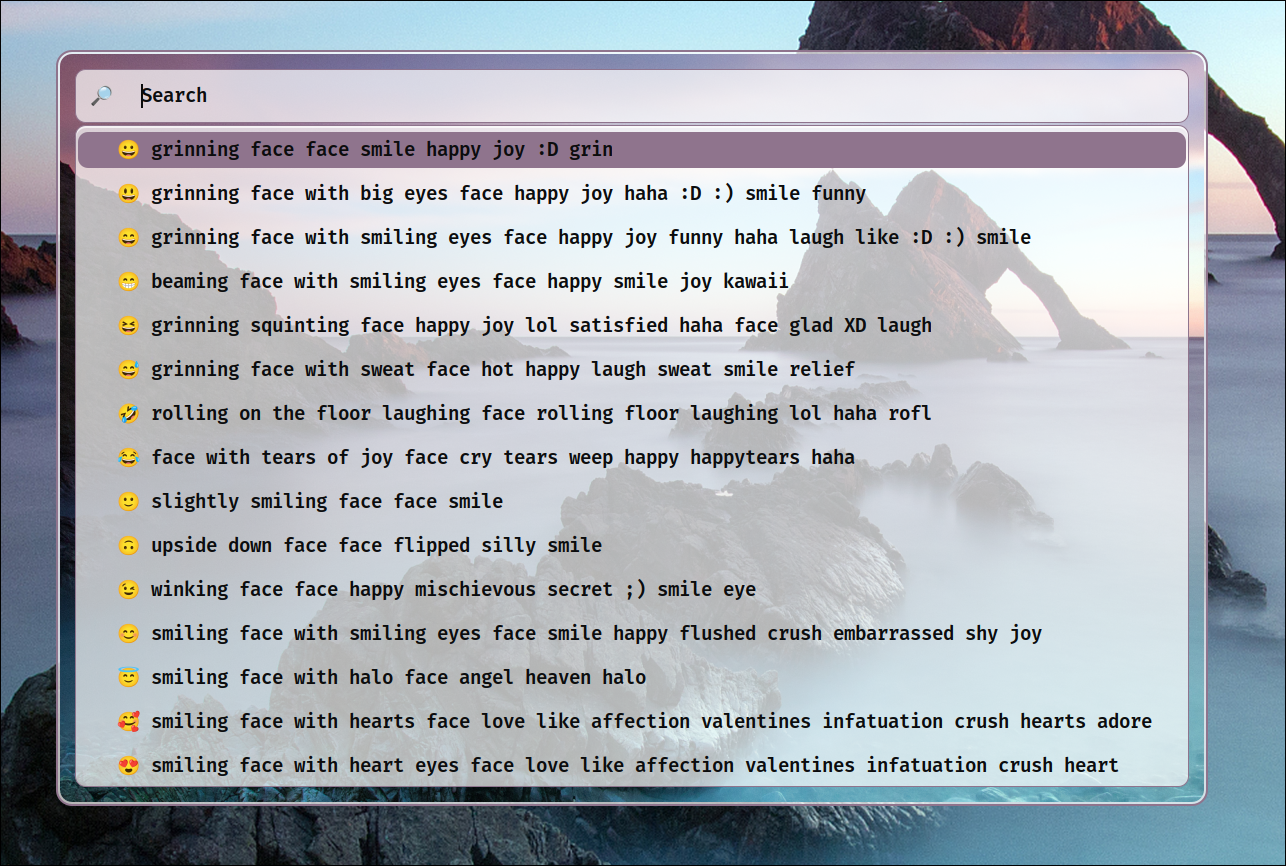 🔎 Search
😀 grinning face face smile happy joy :D grin
😃 grinning face with big eyes face happy joy haha :D :) smile funny
😄 grinning face with smiling eyes face happy joy funny haha laugh like :D :) smile
😁 beaming face with smiling eyes face happy smile joy kawaii
😆 grinning squinting face happy joy lol satisfied haha face glad XD laugh
😅 grinning face with sweat face hot happy laugh sweat smile relief
🤣 rolling on the floor laughing face rolling floor laughing lol haha rofl
😂 face with tears of joy face cry tears weep happy happytears haha
🙂 slightly smiling face face smile
🙃 upside down face face flipped silly smile
😉 winking face face happy mischievous secret ;) smile eye
😊 smiling face with smiling eyes face smile happy flushed crush embarrassed shy joy
😇 smiling face with halo face angel heaven halo
🥰 smiling face with hearts face love like affection valentines infatuation crush hearts adore
😍 smiling face with heart eyes face love like affection valentines infatuation crush heart